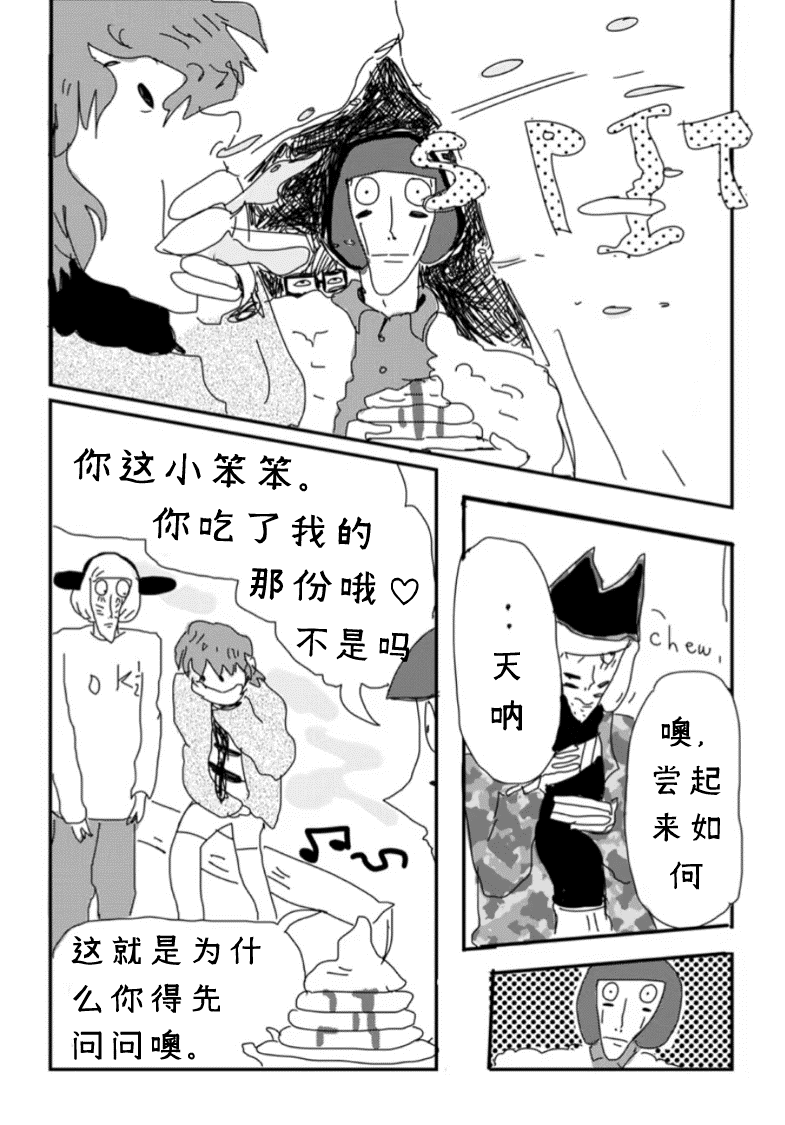 SPIT
你这小笨笨。
你吃了我的
那份哦♡
不是吗
OK
这就是为什
么你得先
问问噢。
:
天
呐
chew,
噢,
尝起
来如
何